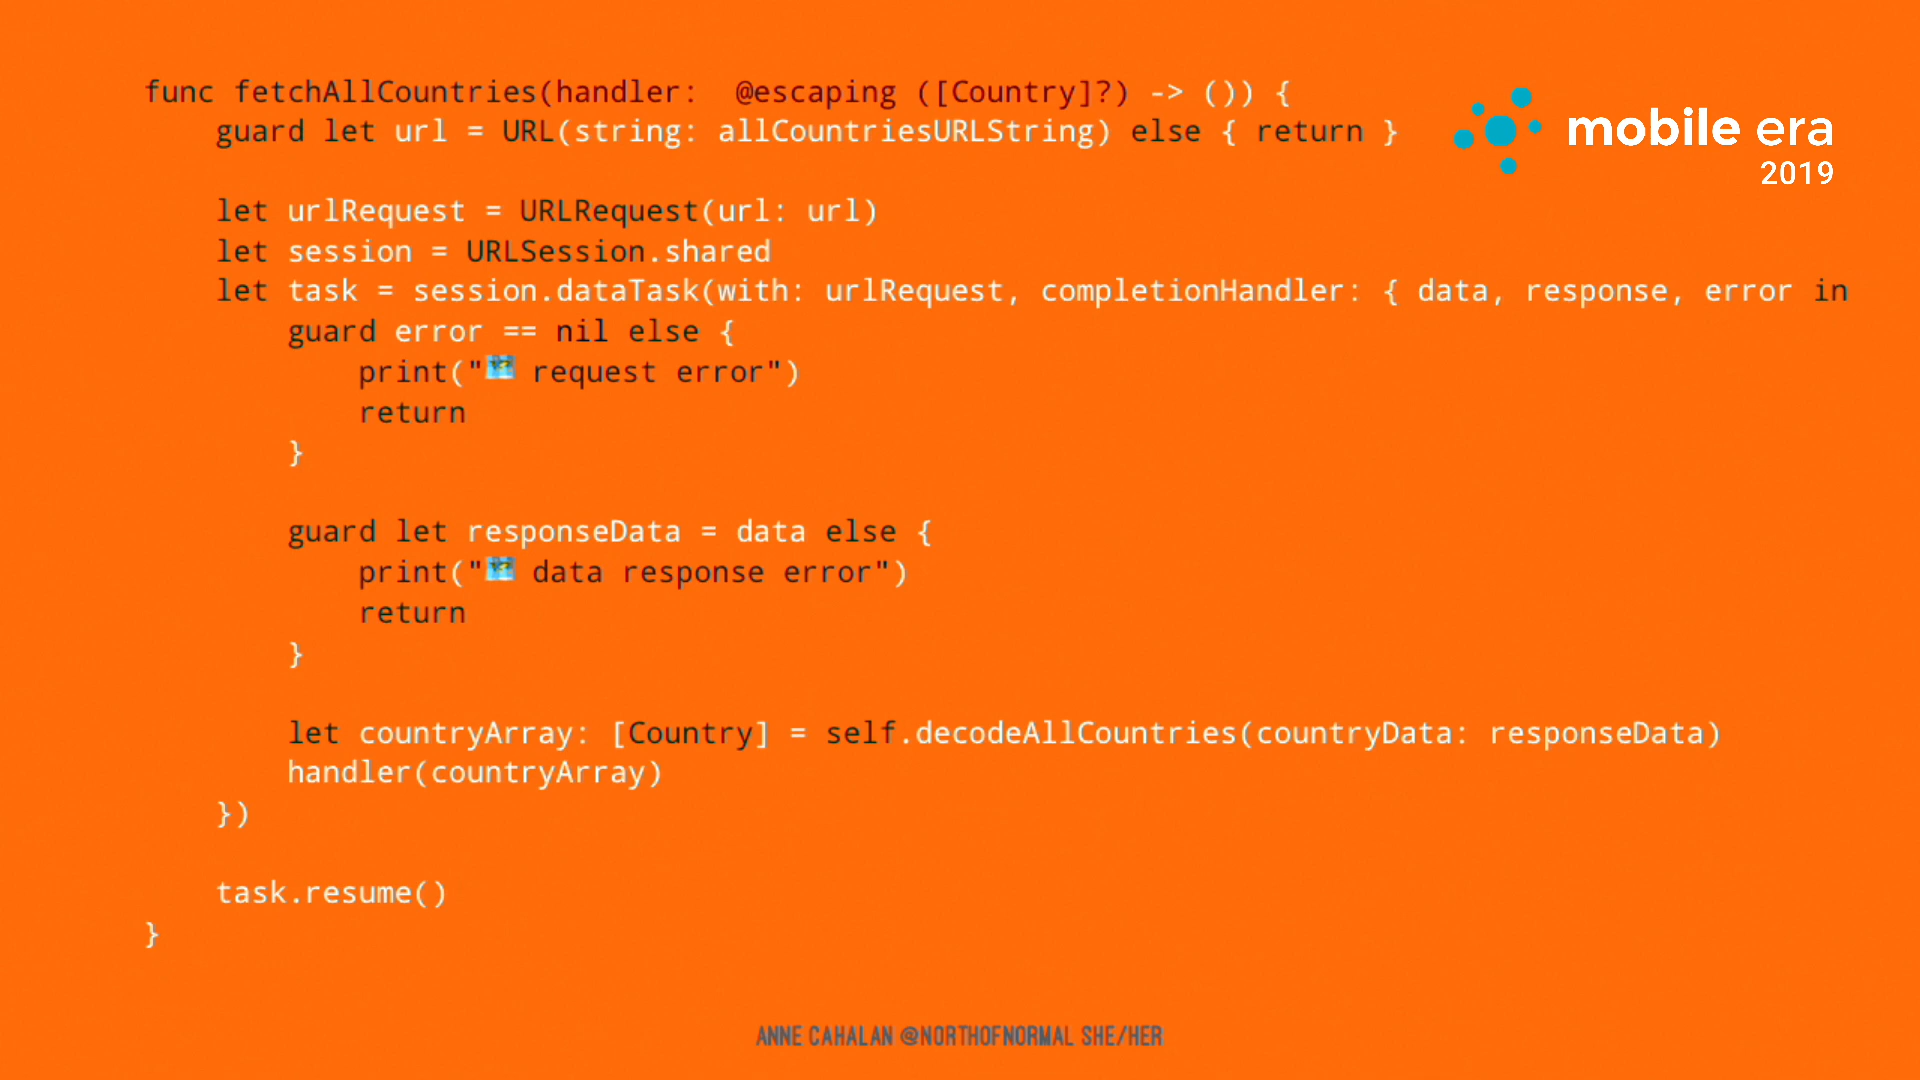 func fetchAllCountries(handler:  @escaping ([Country]?) -> ()) {
    guard let url = URL(string: allCountriesURLString) else { return }
mobile era
2019
    let urlRequest = URLRequest(url: url)
    let session = URLSession.shared
    let task = session.dataTask(with: urlRequest, completionHandler: { data, response, error in
        guard error == nil else {
            print("🗺 request error")
            return
        }
        guard let responseData = data else {
            print("🗺 data response error")
            return
        }
        let countryArray: [Country] = self.decodeAllCountries(countryData: responseData)
        handler(countryArray)
    })
    task.resume()
}
ANNE CAHALAN @NORTHOFNORMAL SHE/HER